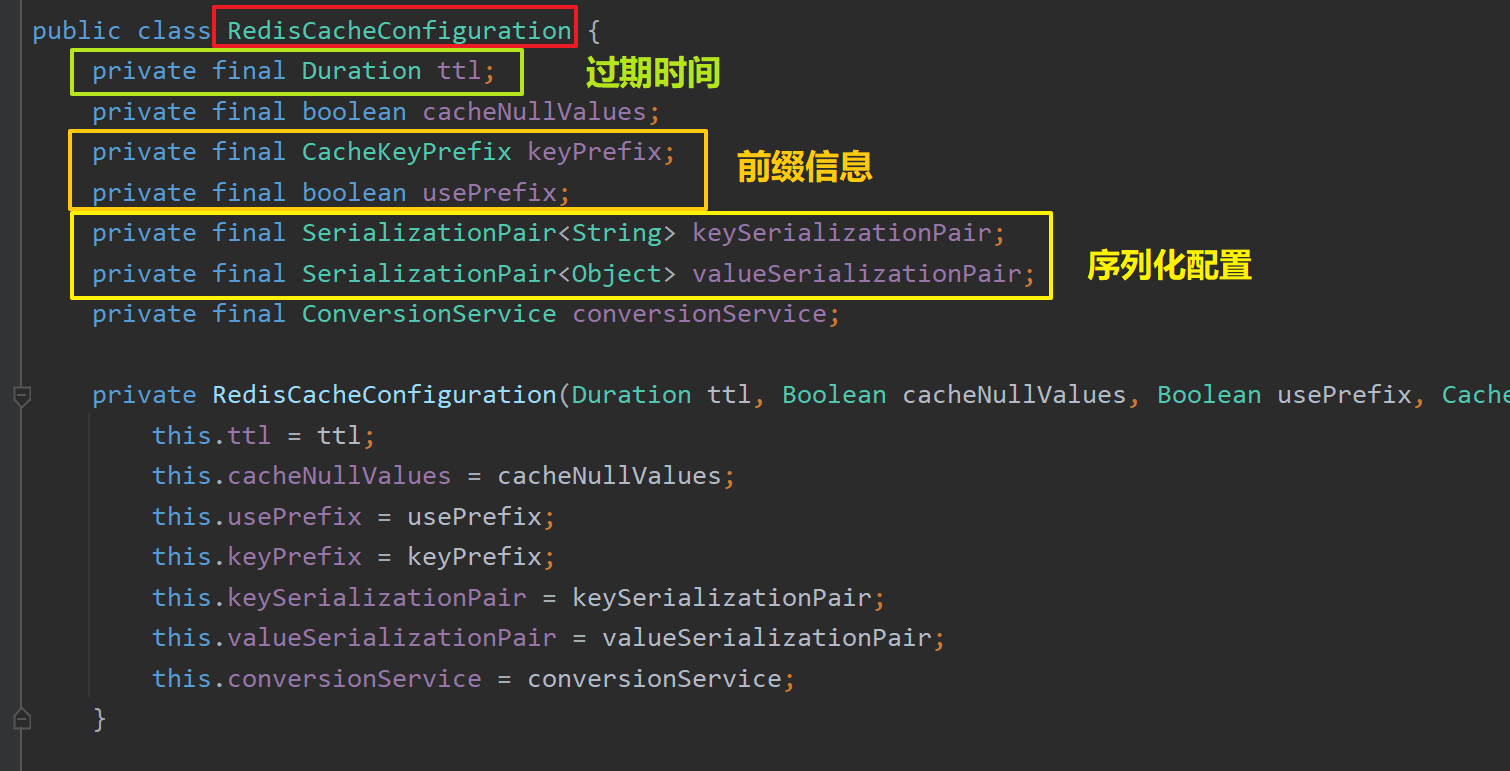 public class RedisCacheConfiguration {
private final Duration ttl; 过期时间
private final boolean cacheNullValues;
private final CacheKeyPrefix keyPrefix;
前缀信息
private final boolean usePrefix;
private final SerializationPair<String> keySerializationPair;
序列化配置
private final SerializationPair<Object> valueSerializationPair;
private final ConversionService conversionService;
private RedisCacheConfiguration(Duration ttl, Boolean cacheNullValues, Boolean usePrefix, Cache
this.ttl = ttl;
this.cacheNullValues = cacheNullValues;
this.usePrefix = usePrefix;
this.keyPrefix = keyPrefix;
this.keySerializationPair = keySerializationPair;
this.valueSerializationPair = valueSerializationPair;
this.conversionService = conversionService;
}